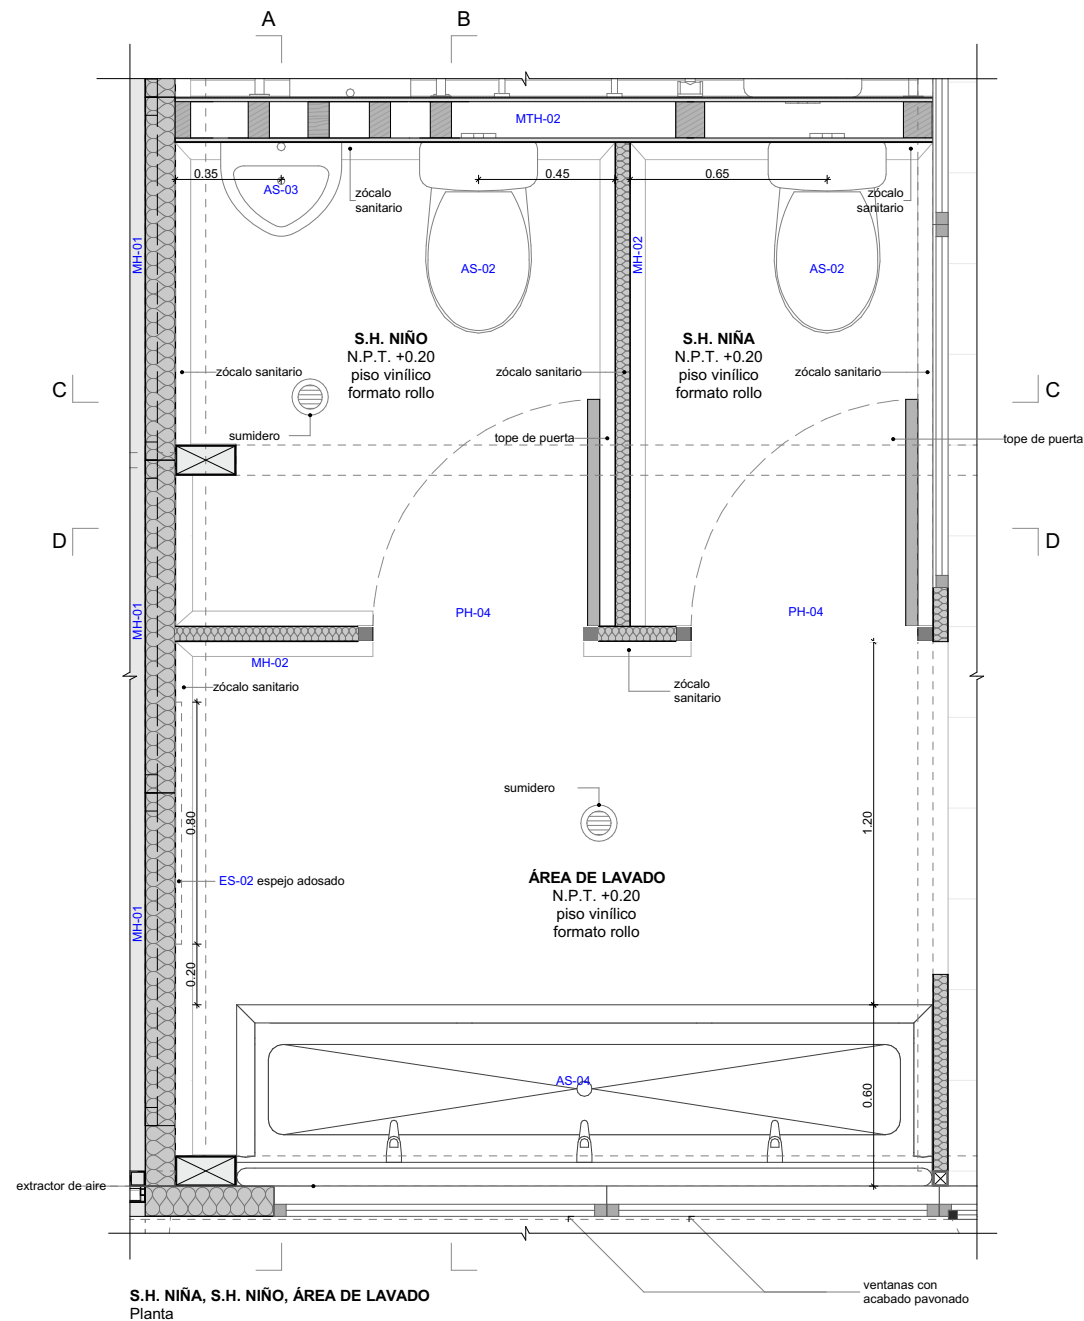 A
B
MTH-02
0.35
AS-03
zócalo
sanitario
0.45
0.65
zócalo
sanitario
MH-01
AS-02
MH-02
AS-02
S.H. NIÑO
N.P.T. +0.20
piso vinílico
formato rollo
S.H. NIÑA
N.P.T. +0.20
piso vinílico
formato rollo
zócalo sanitario
zócalo sanitario
zócalo sanitario
C
C
sumidero
tope de puerta
tope de puerta
D
D
MH-01
PH-04
PH-04
MH-02
zócalo sanitario
zócalo
sanitario
sumidero
0.80
1.20
ES-02 espejo adosado
ÁREA DE LAVADO
N.P.T. +0.20
piso vinílico
formato rollo
MH-01
0.20
AS-04
0.60
extractor de aire
ventanas con
acabado pavonado
S.H. NIÑA, S.H. NIÑO, ÁREA DE LAVADO
Planta